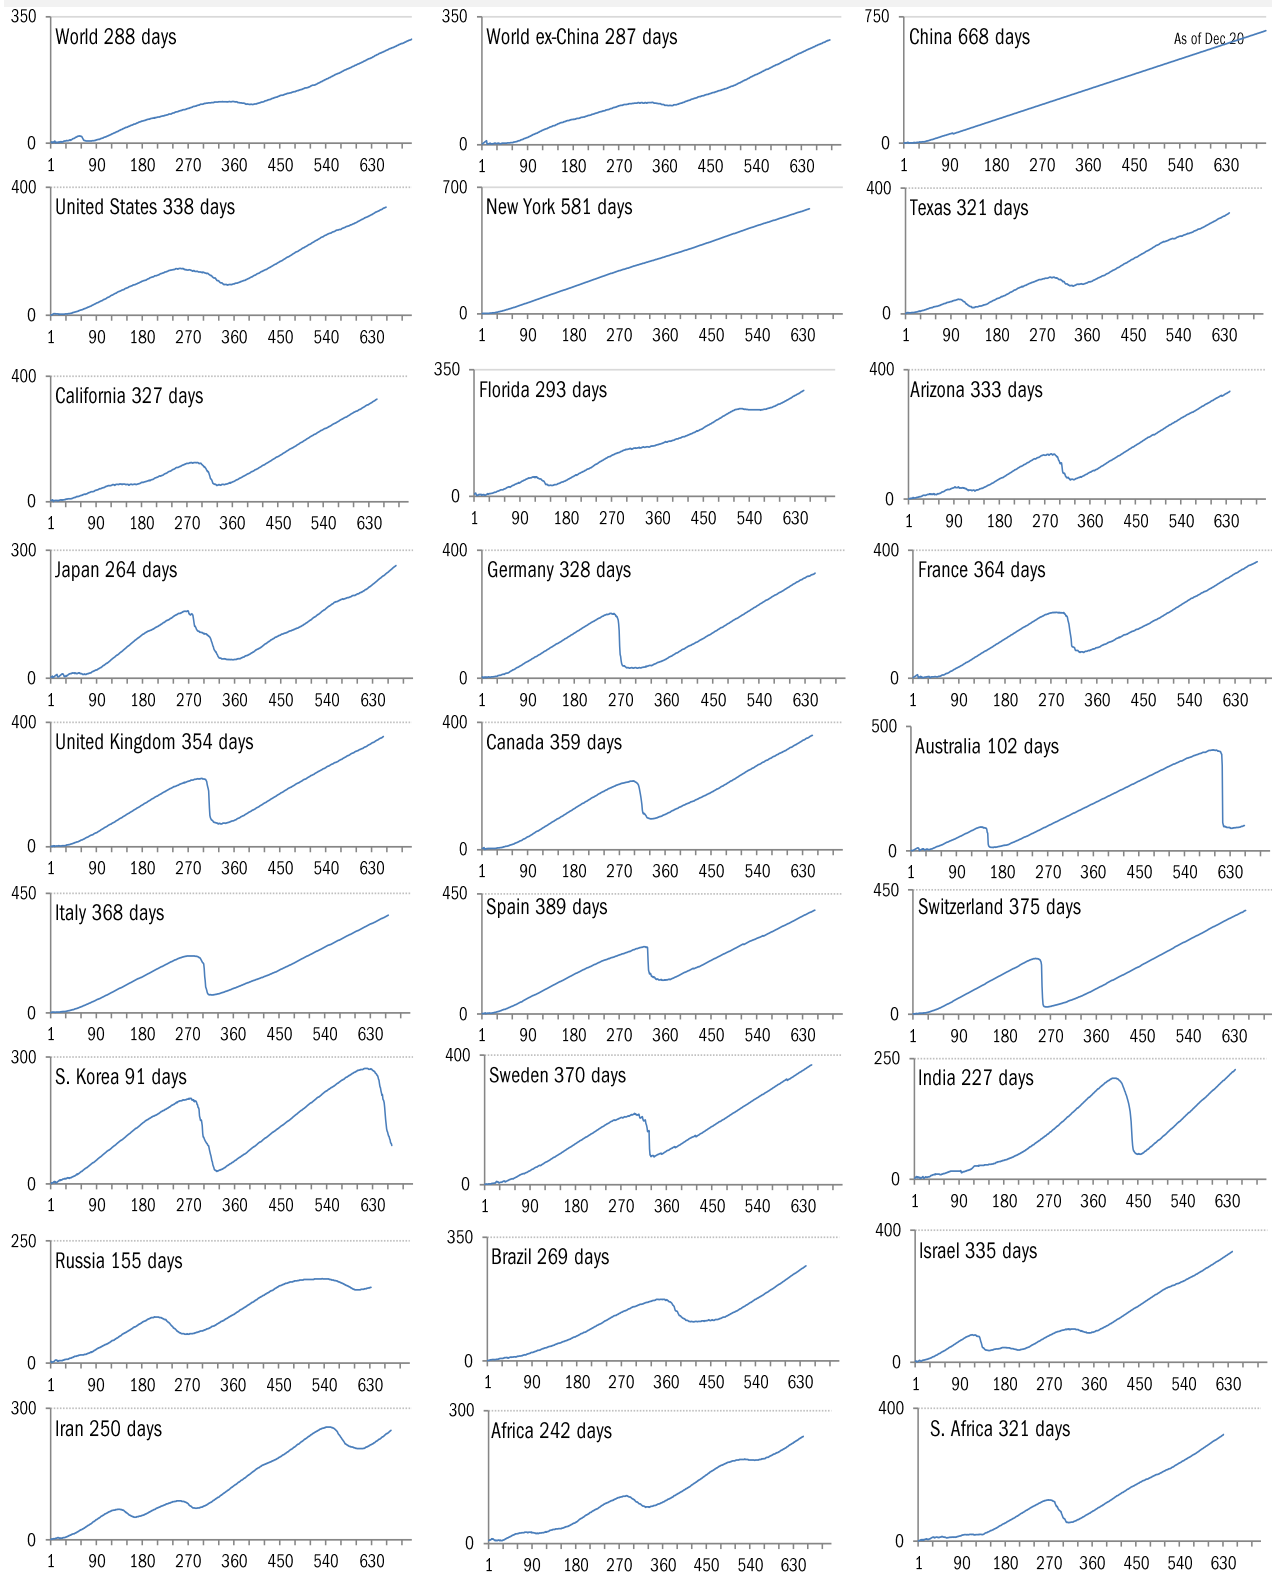 350
World 288 days
0
1 90 180 270 360 450 540 630
350
World ex-China 287 days
0
1 90 180 270 360 450 540 630
750
China 668 days
As of Dec 20
0
1 90 180 270 360 450 540 630
400
United States 338 days
0
1 90 180 270 360 450 540 630
700
New York 581 days
0
1 90 180 270 360 450 540 630
400
Texas 321 days
0
1 90 180 270 360 450 540 630
400
California 327 days
0
1 90 180 270 360 450 540 630
350
Florida 293 days
0
1 90 180 270 360 450 540 630
400
Arizona 333 days
0
1 90 180 270 360 450 540 630
300
Japan 264 days
0
1 90 180 270 360 450 540 630
400
Germany 328 days
0
1 90 180 270 360 450 540 630
400
France 364 days
0
1 90 180 270 360 450 540 630
400
United Kingdom 354 days
0
1 90 180 270 360 450 540 630
400
Canada 359 days
0
1 90 180 270 360 450 540 630
500
Australia 102 days
0
1 90 180 270 360 450 540 630
450
Italy 368 days
0
1 90 180 270 360 450 540 630
450
Spain 389 days
0
1 90 180 270 360 450 540 630
450
Switzerland 375 days
0
1 90 180 270 360 450 540 630
300
S. Korea 91 days
0
1 90 180 270 360 450 540 630
400
Sweden 370 days
0
1 90 180 270 360 450 540 630
250
India 227 days
0
1 90 180 270 360 450 540 630
250
Russia 155 days
0
1 90 180 270 360 450 540 630
350
Brazil 269 days
0
1 90 180 270 360 450 540 630
400
Israel 335 days
0
1 90 180 270 360 450 540 630
300
Iran 250 days
0
1 90 180 270 360 450 540 630
300
Africa 242 days
0
1 90 180 270 360 450 540 630
400
S. Africa 321 days
0
1 90 180 270 360 450 540 630